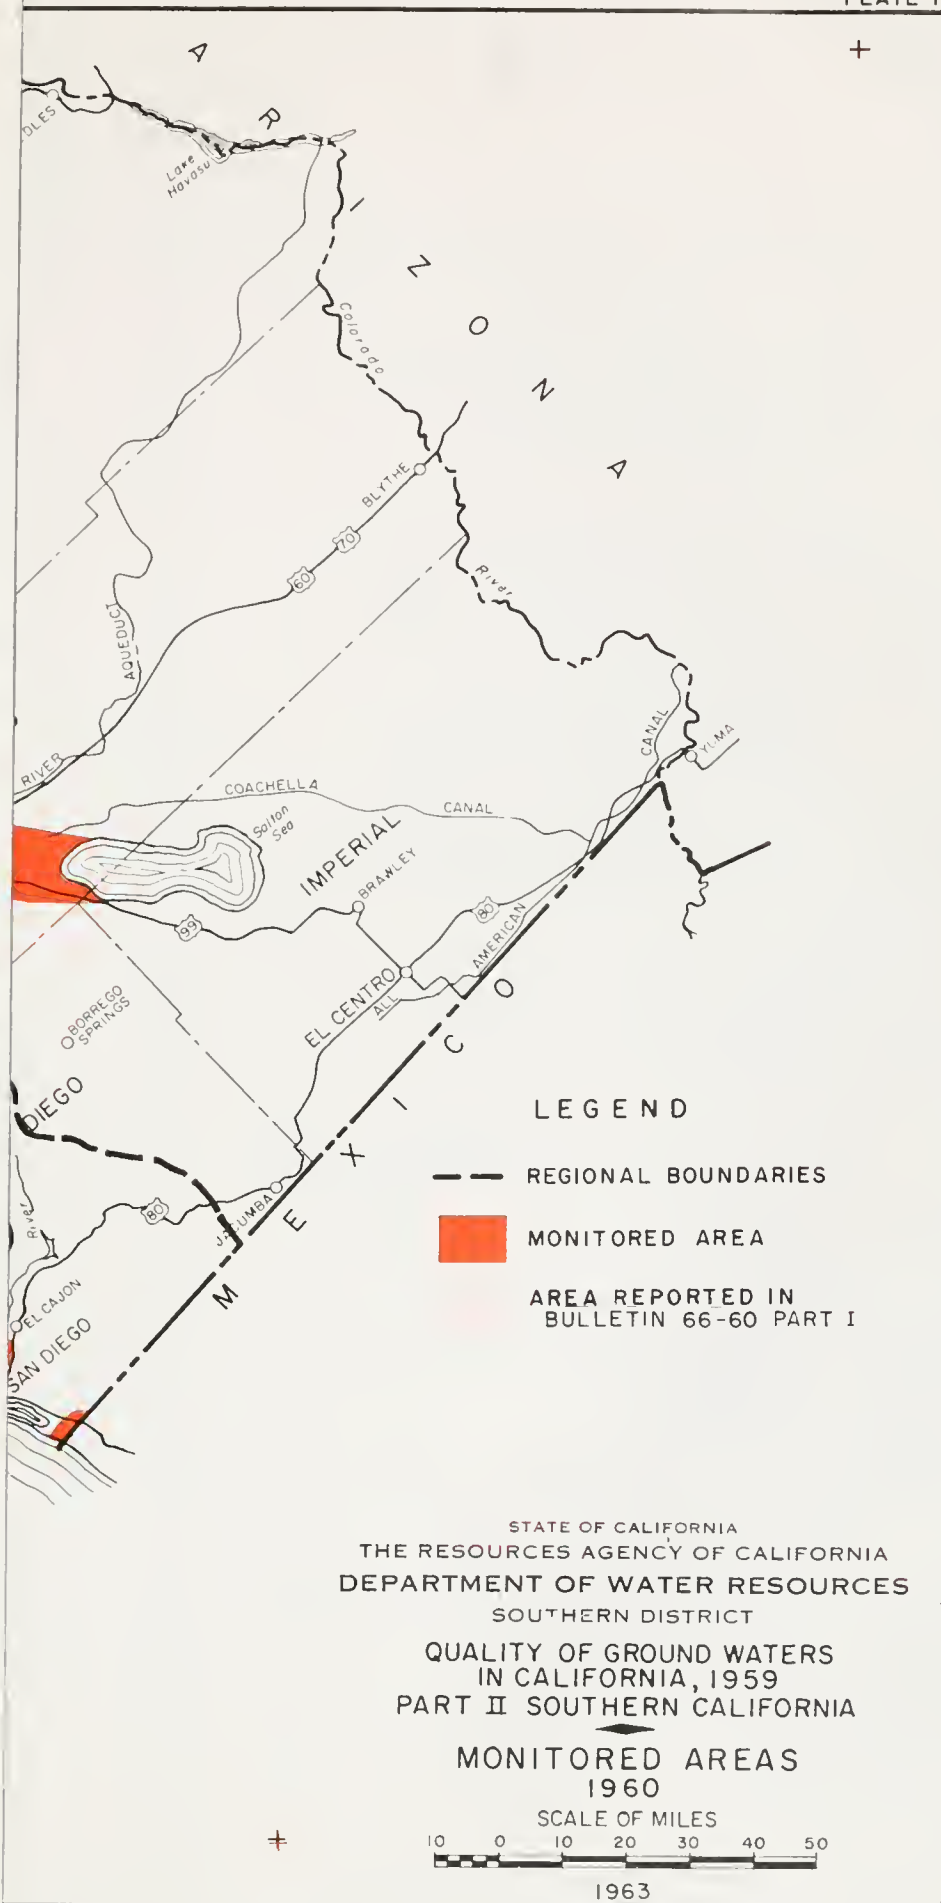 PLATE 1
A R I Z O N A
DLES
Lake
Havasu
Colorado
River
BLYTHE
70
60
AQUEDUCT
RIVER
CANAL
YUMA
COACHELLA
CANAL
Salton
Sea
IMPERIAL
BRAWLEY
99
80
AMERICAN
EL CENTRO
ALL
BORREGO
SPRINGS
DIEGO
M E X I C O
JACUMBA
80
River
EL CAJON
SAN DIEGO
LEGEND
REGIONAL BOUNDARIES
MONITORED AREA
AREA REPORTED IN
BULLETIN 66-60 PART I
STATE OF CALIFORNIA
THE RESOURCES AGENCY OF CALIFORNIA
DEPARTMENT OF WATER RESOURCES
SOUTHERN DISTRICT
QUALITY OF GROUND WATERS
IN CALIFORNIA, 1959
PART II SOUTHERN CALIFORNIA
MONITORED AREAS
1960
SCALE OF MILES
10 0 10 20 30 40 50
1963